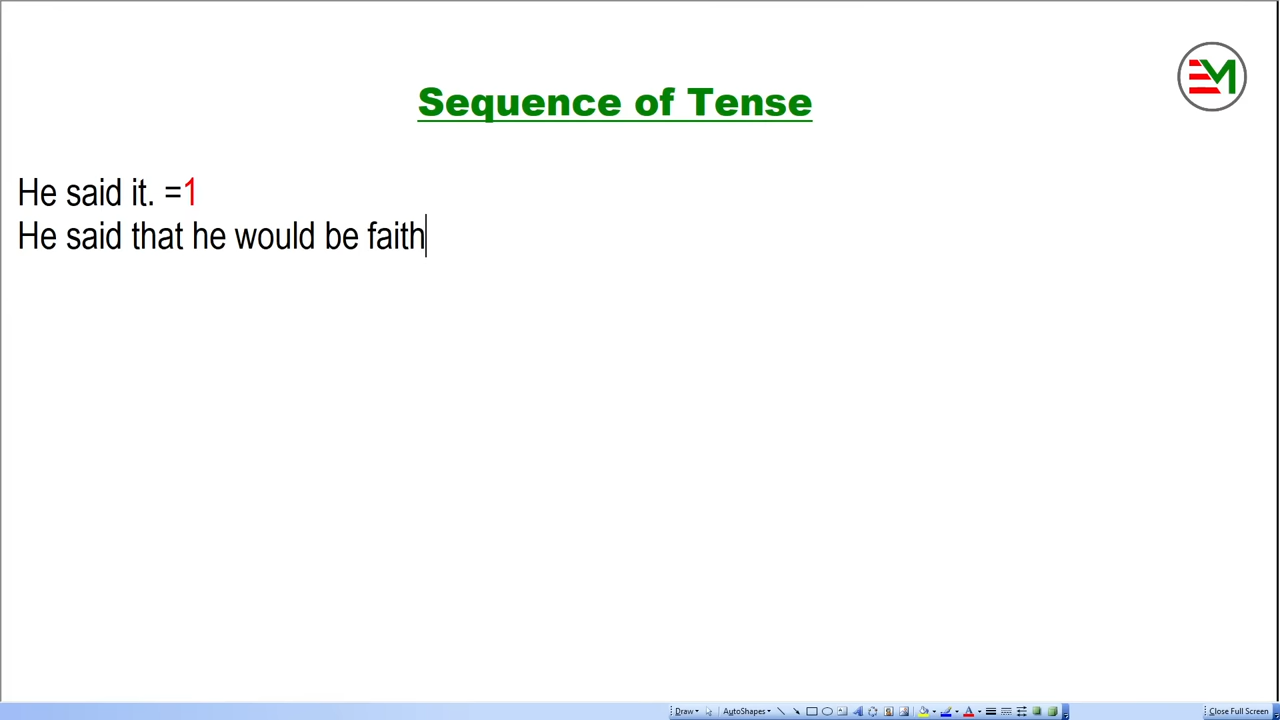 Sequence of Tense
EM
He said it. =1
He said that he would be faith
Draw
AutoShapes
Close Full Screen